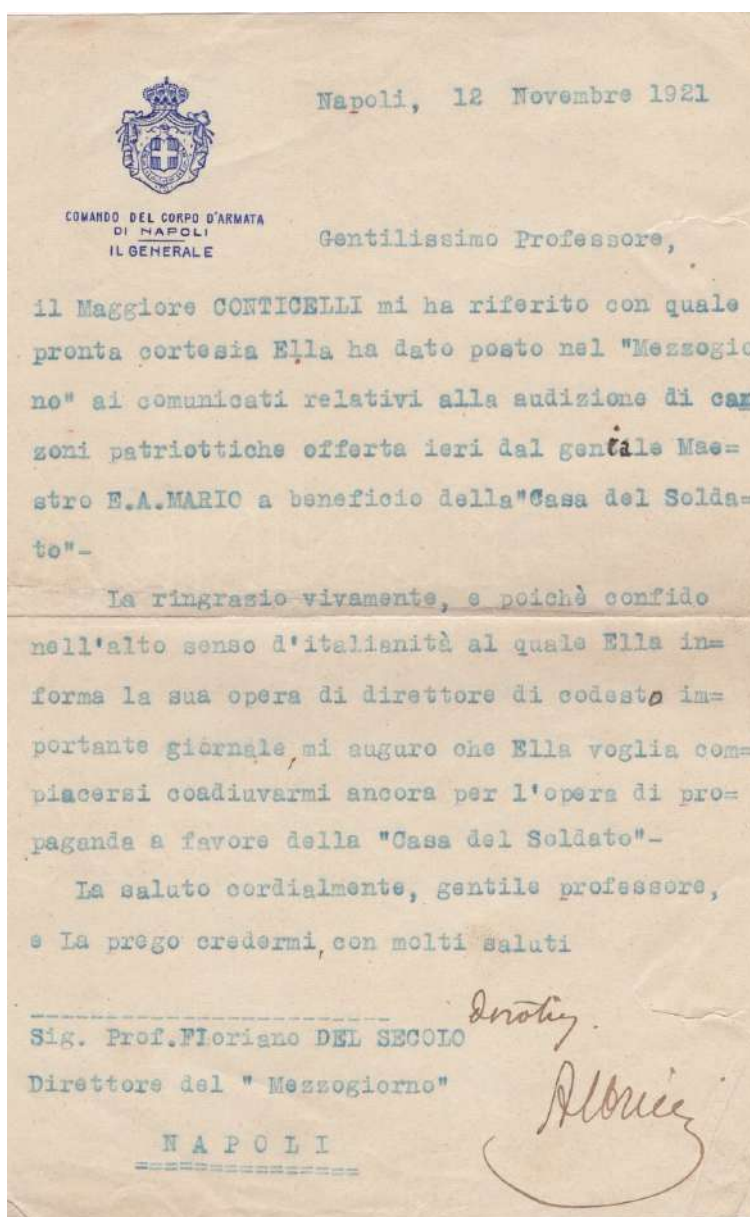 Napoli, 12 Novembre 1921
COMANDO DEL CORPO D'ARMATA
DI NAPOLI
IL GENERALE
Gentilissimo Professore,
il Maggiore CONTICELLI mi ha riferito con quale
pronta cortesia Ella ha dato posto nel "Mezzogio
no" ai comunicati relativi alla audizione di can
zoni patriottiche offerta ieri dal geniale Mae=
stro E.A.MARIO a beneficio della"Casa del Solda=
to"-
La ringrazio vivamente, e poichè confido
nell'alto senso d'italianità al quale Ella in=
forma la sua opera di direttore di codesto im=
portante giornale, mi auguro che Ella voglia com=
piacersi coadiuvarmi ancora per l'opera di pro=
paganda a favore della "Casa del Soldato"-
La saluto cordialmente, gentile professore,
e La prego credermi, con molti saluti
Sig. Prof.Floriano DEL SECOLO
Direttore del " Mezzogiorno"
NAPOLI
Albricci